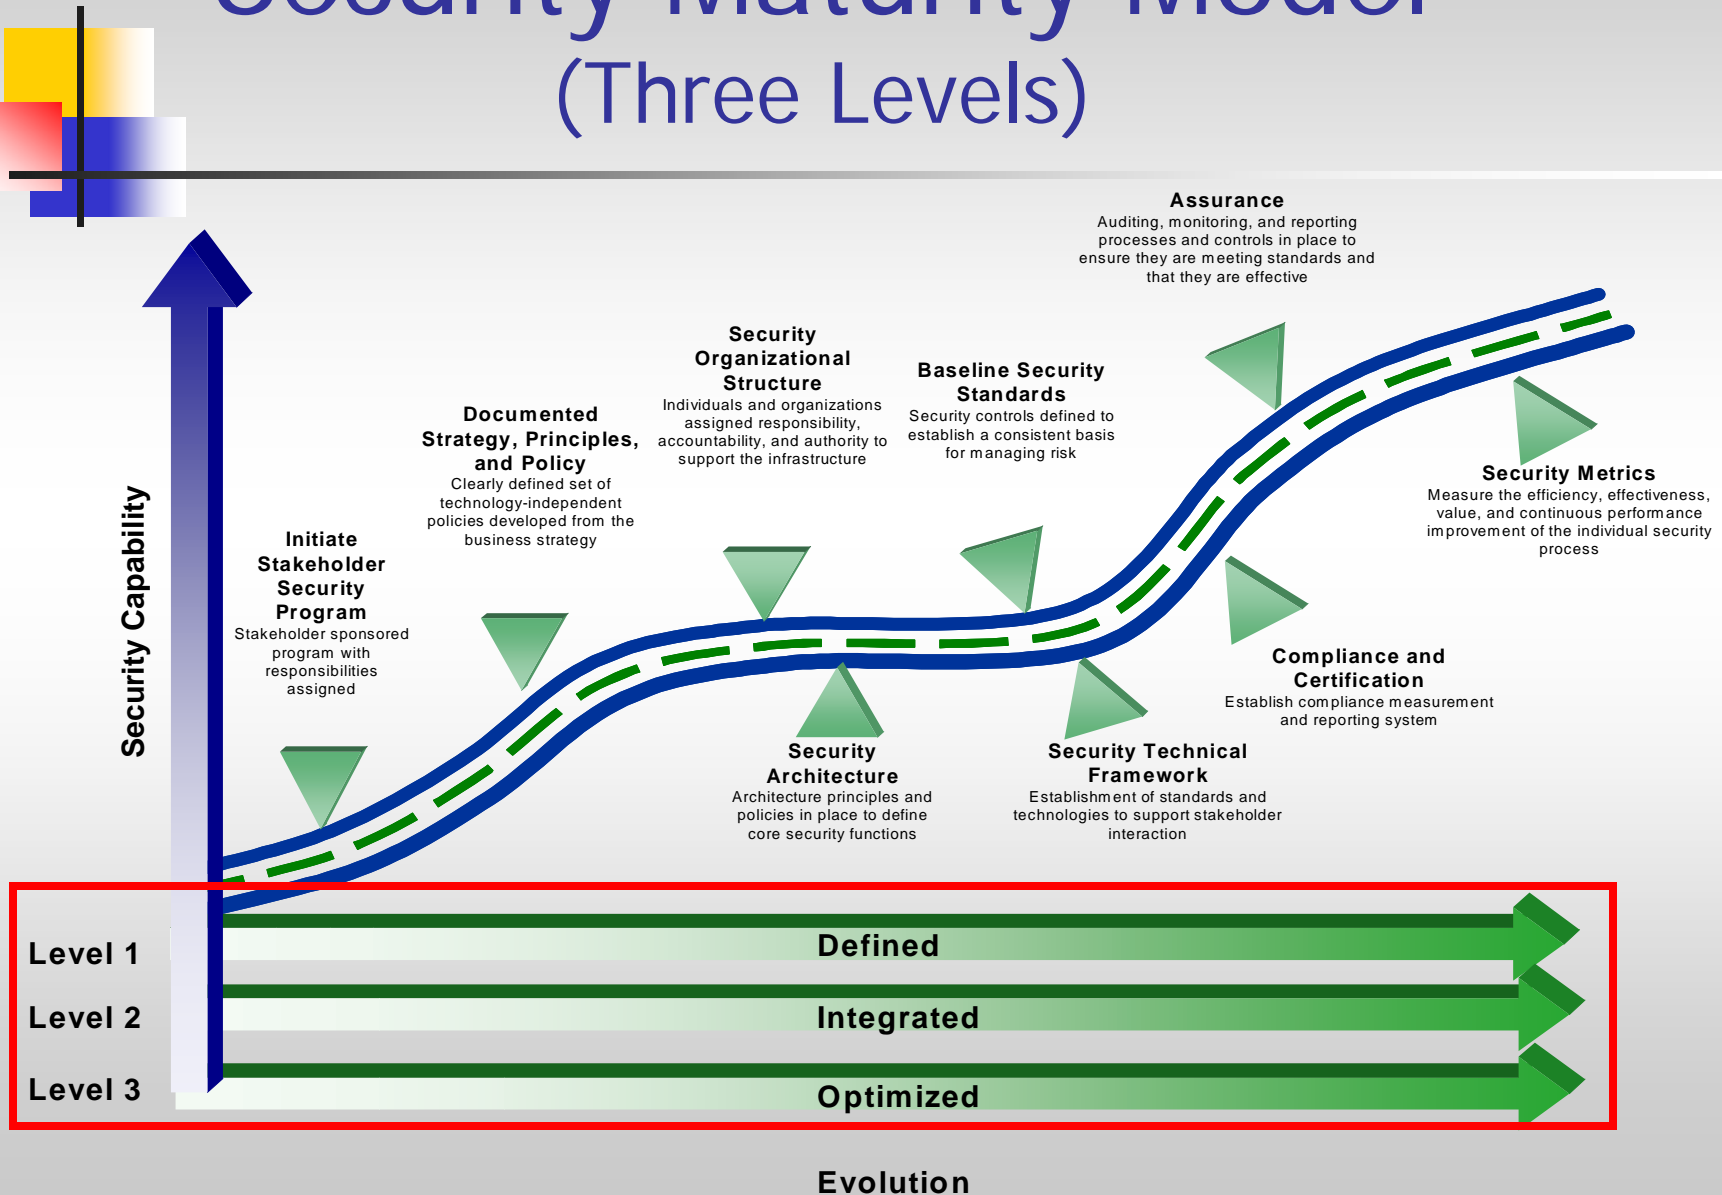 Security Maturity Model
(Three Levels)
Assurance
Auditing, monitoring, and reporting
processes and controls in place to
ensure they are meeting standards and
that they are effective
Security
Organizational
Structure
Individuals and organizations
assigned responsibility,
accountability, and authority to
support the infrastructure
Baseline Security
Standards
Security controls defined to
establish a consistent basis
for managing risk
Documented
Strategy, Principles,
and Policy
Clearly defined set of
technology-independent
policies developed from the
business strategy
Security Metrics
Measure the efficiency, effectiveness,
value, and continuous performance
improvement of the individual security
process
Security Capability
Initiate
Stakeholder
Security
Program
Stakeholder sponsored
program with
responsibilities
assigned
Compliance and
Certification
Establish compliance measurement
and reporting system
Security
Architecture
Architecture principles and
policies in place to define
core security functions
Security Technical
Framework
Establishment of standards and
technologies to support stakeholder
interaction
Level 1
Defined
Level 2
Integrated
Level 3
Optimized
Evolution